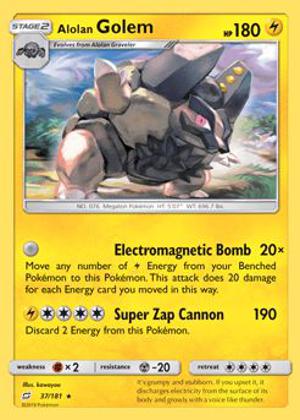 STAGE2
Alolan Golem
HP 180
Evolves from Alolan Graveler
NO. 076 Megaton Pokémon HT: 5'07" WT: 696.7 lbs.
Electromagnetic Bomb 20×
Move any number of Energy from your Benched
Pokémon to this Pokémon. This attack does 20 damage
for each Energy card you moved in this way.
Super Zap Cannon 190
Discard 2 Energy from this Pokémon.
weakness ×2 resistance -20 retreat
Illus. kawayoo
37/181 ★
©2019 Pokémon
It's grumpy and stubborn. If you upset it, it
discharges electricity from the surface of its
body and growls with a voice like thunder.